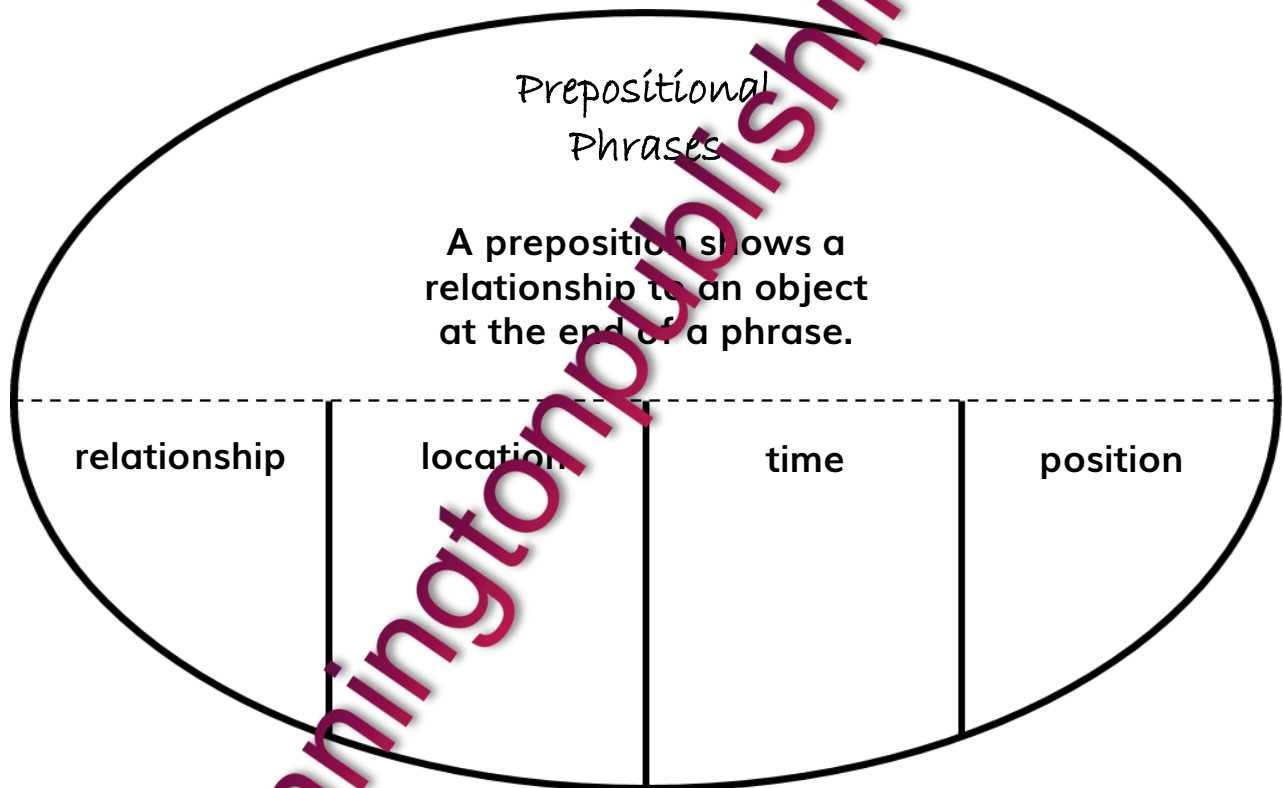 Prepositional
Phrases
A preposition shows a
relationship to an object
at the end of a phrase.
relationship
location
time
position